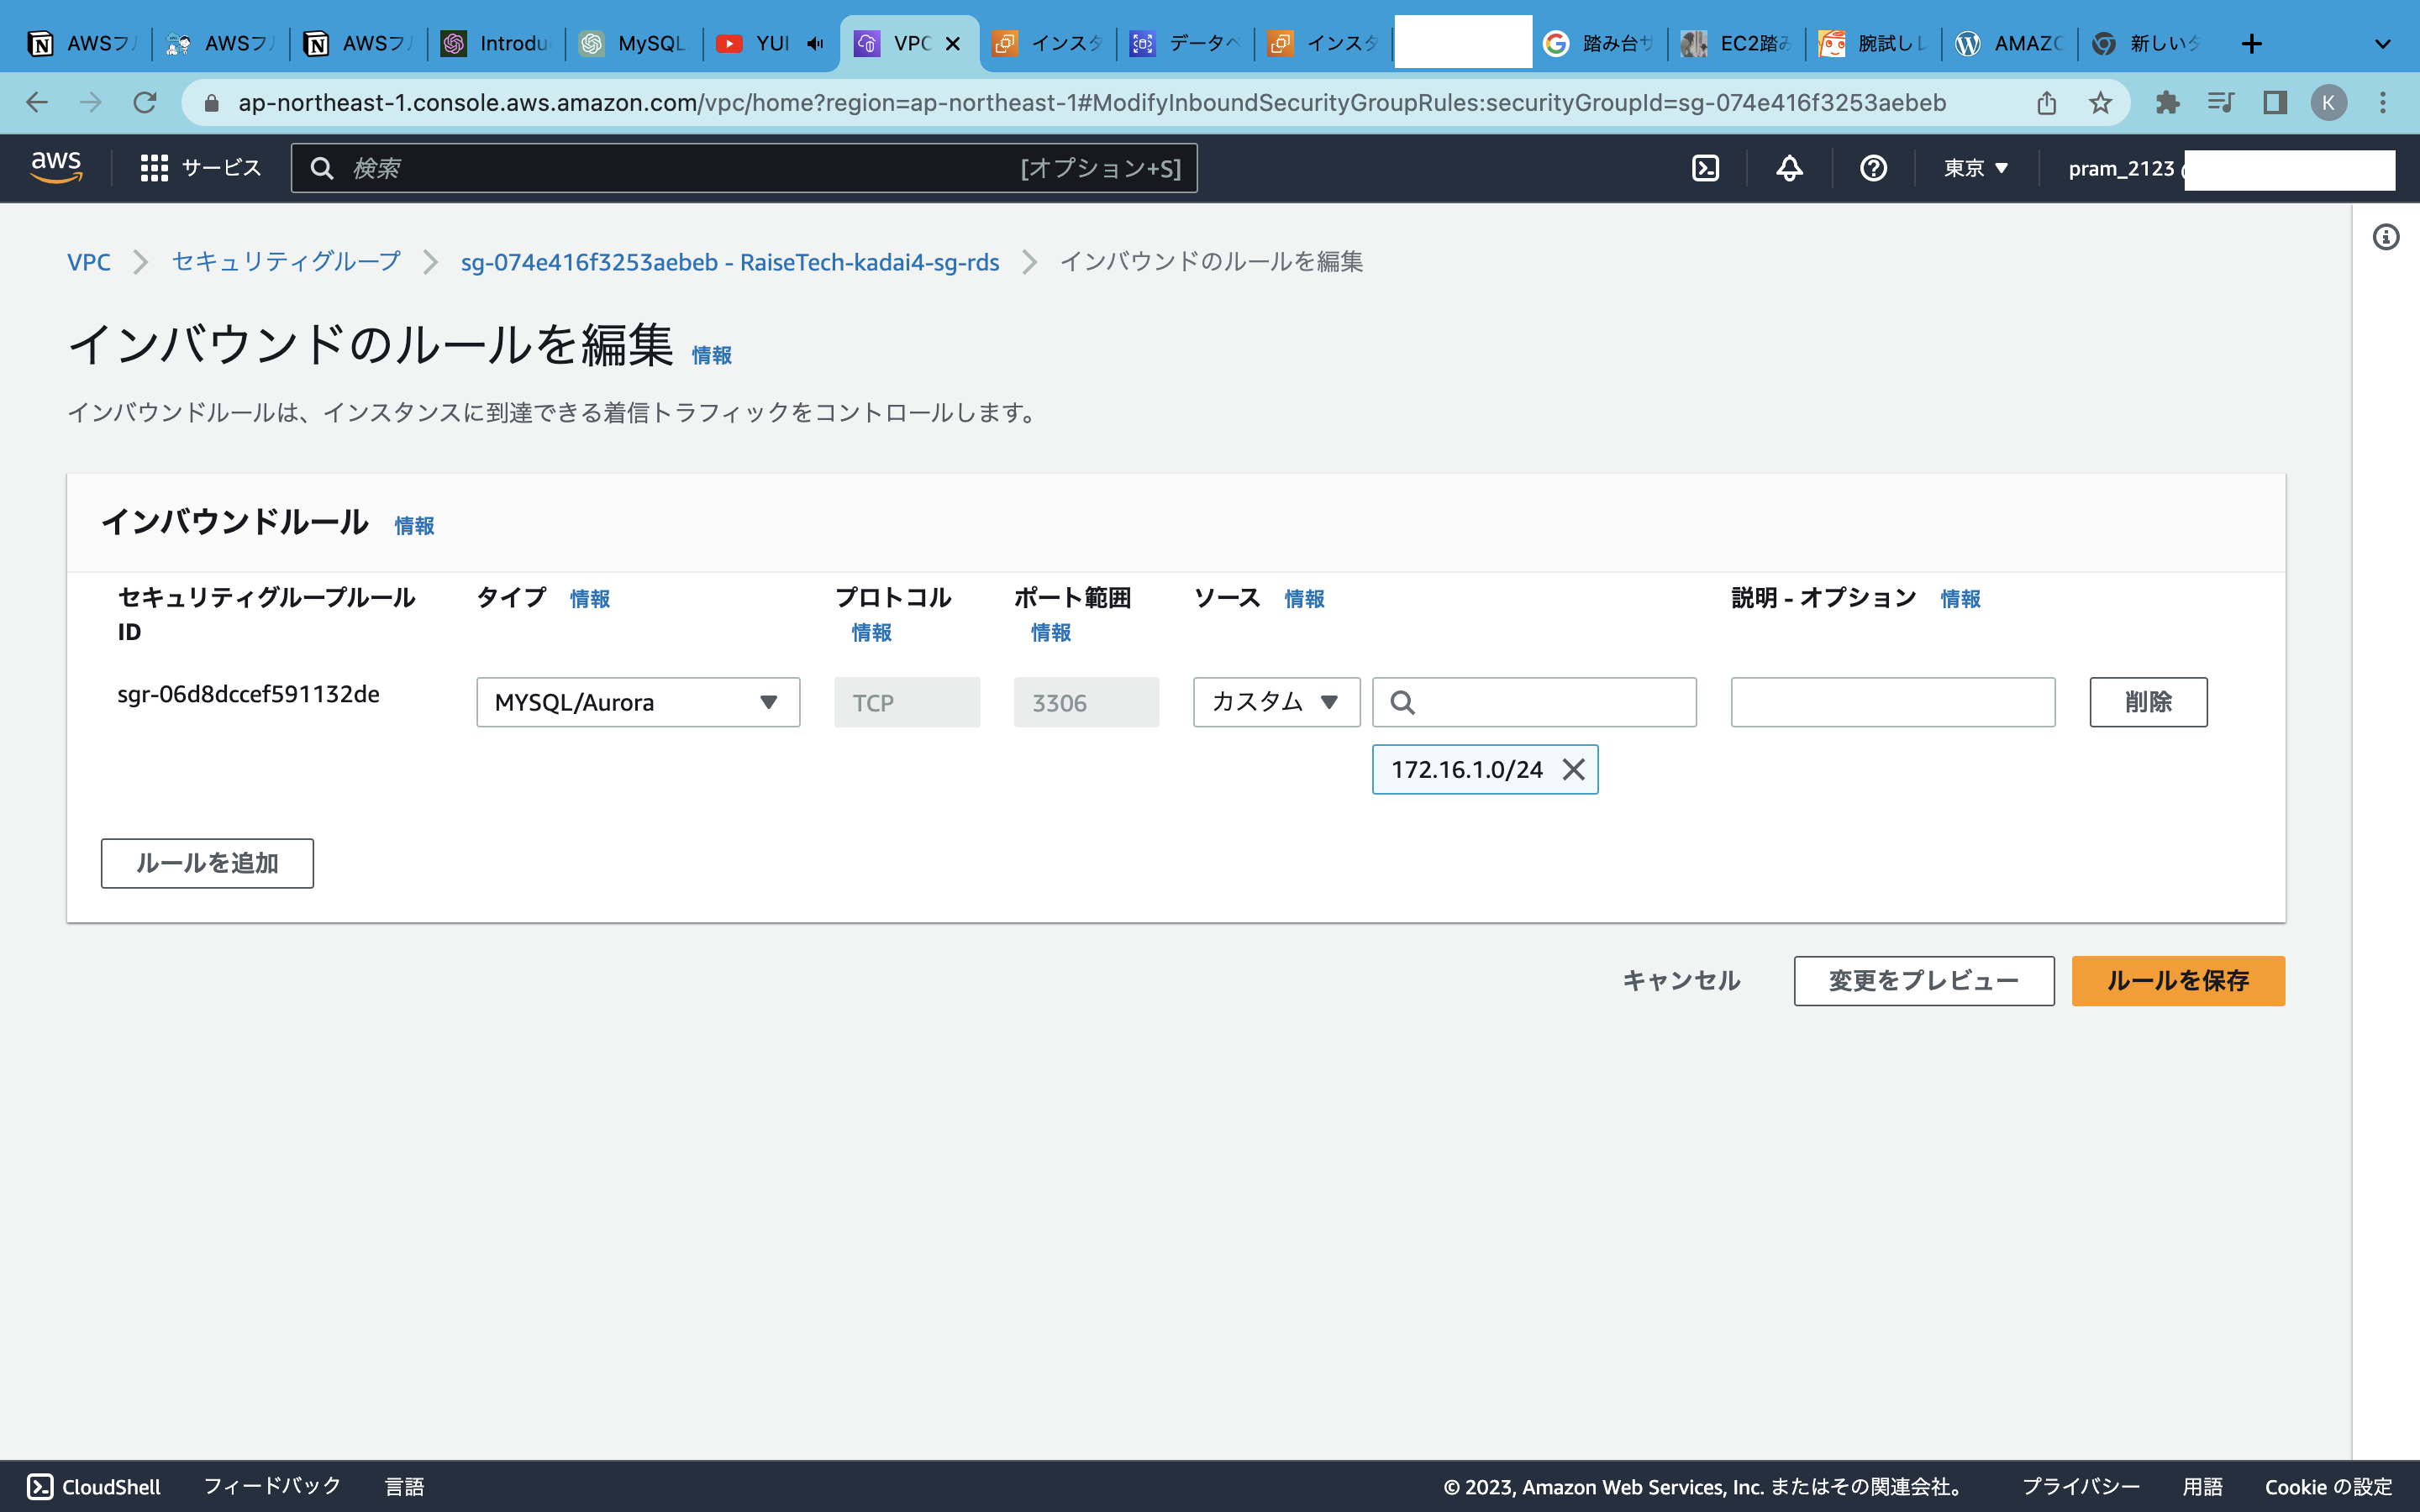 AWSフ AWSフ AWSフ Introdu MySQL YUI VPC インスタ データベ インスタ 踏み台サ EC2踏み 腕試しし AMAZO 新しいタ
ap-northeast-1.console.aws.amazon.com/vpc/home?region=ap-northeast-1#ModifyInboundSecurityGroupRules:securityGroupId=sg-074e416f3253aebeb K
aws サービス 検索 [オプション+S] 東京 pram_2123
VPC セキュリティグループ sg-074e416f3253aebeb - RaiseTech-kadai4-sg-rds インバウンドのルールを編集
インバウンドのルールを編集 情報
インバウンドルールは、インスタンスに到達できる着信トラフィックをコントロールします。
インバウンドルール 情報
セキュリティグループルール ID タイプ 情報 プロトコル 情報 ポート範囲 情報 ソース 情報 説明 - オプション 情報
sgr-06d8dccef591132de MYSQL/Aurora TCP 3306 カスタム 削除
172.16.1.0/24
ルールを追加
キャンセル 変更をプレビュー ルールを保存
CloudShell フィードバック 言語 © 2023, Amazon Web Services, Inc. またはその関連会社。 プライバシー 用語 Cookie の設定